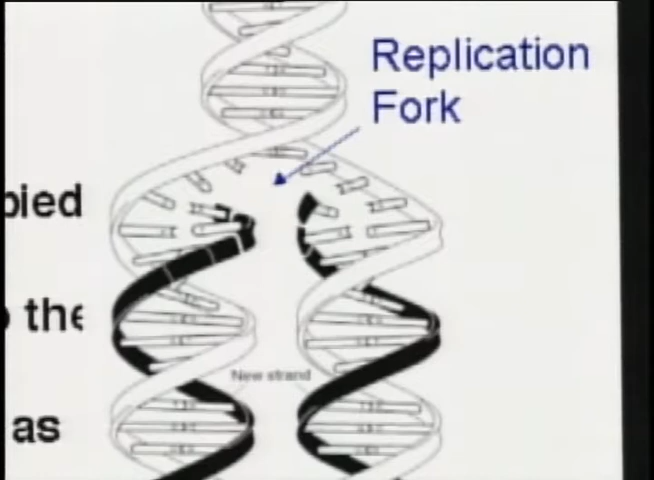 Replication
Fork
pied
the
New strand
as